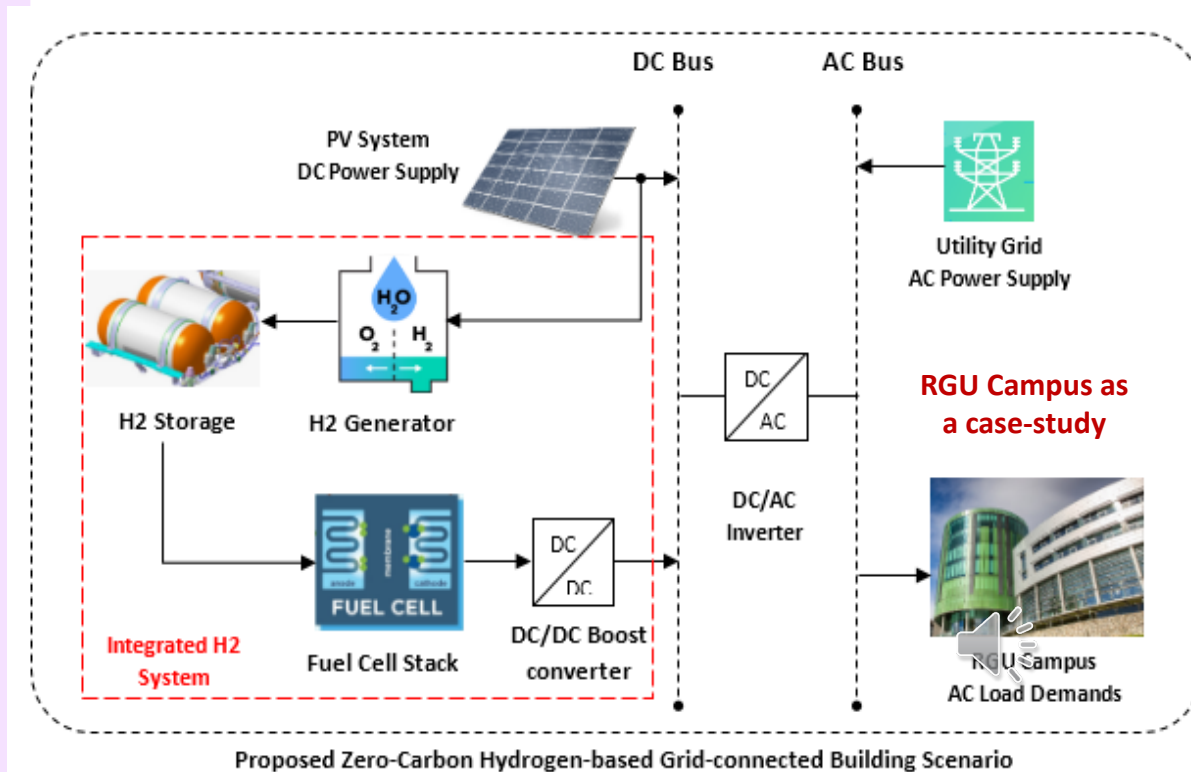 DC Bus
AC Bus
PV System
DC Power Supply
Utility Grid
AC Power Supply
H2O
O2
H2
H2 Storage
H2 Generator
DC
AC
DC/AC
Inverter
RGU Campus as
a case-study
anode
membrane
cathode
FUEL CELL
Fuel Cell Stack
DC
DC
DC/DC Boost
converter
Integrated H2
System
RGU Campus
AC Load Demands
Proposed Zero-Carbon Hydrogen-based Grid-connected Building Scenario